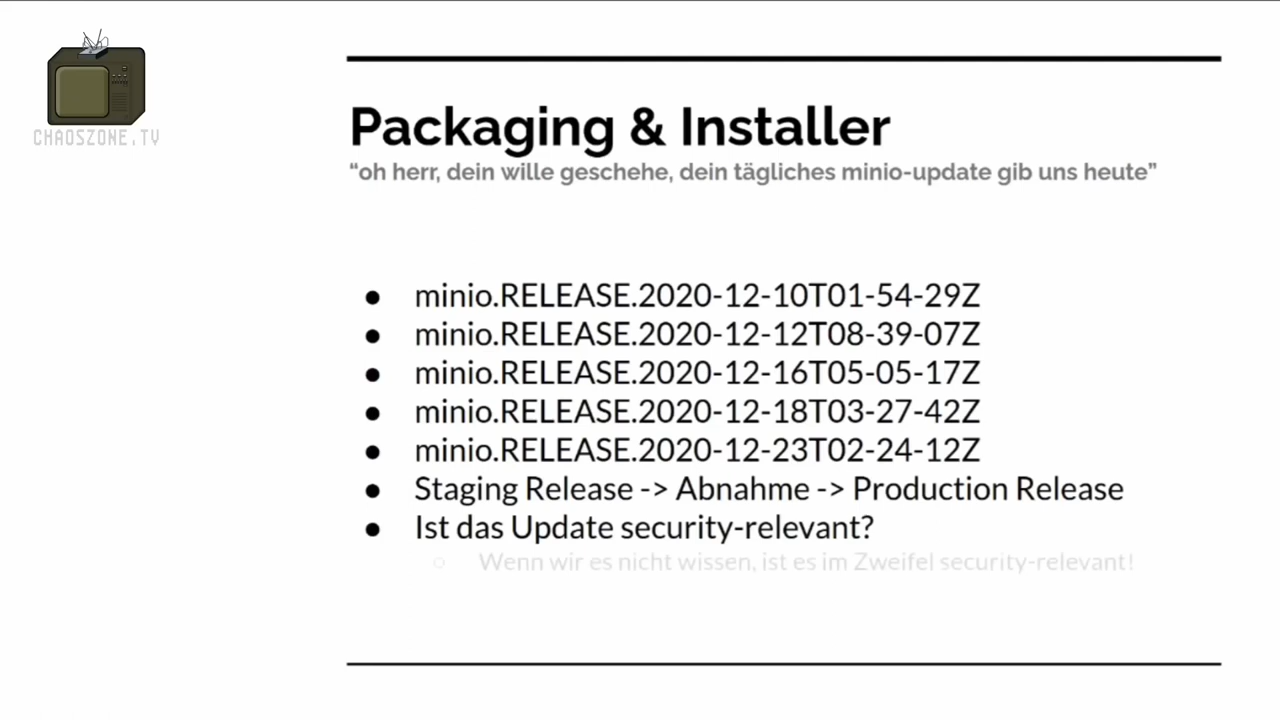 CHAOSZONE.TV
Packaging & Installer
“oh herr, dein wille geschehe, dein tägliches minio-update gib uns heute”
● minio.RELEASE.2020-12-10T01-54-29Z
● minio.RELEASE.2020-12-12T08-39-07Z
● minio.RELEASE.2020-12-16T05-05-17Z
● minio.RELEASE.2020-12-18T03-27-42Z
● minio.RELEASE.2020-12-23T02-24-12Z
● Staging Release -> Abnahme -> Production Release
● Ist das Update security-relevant?
○ Wenn wir es nicht wissen, ist es im Zweifel security-relevant!